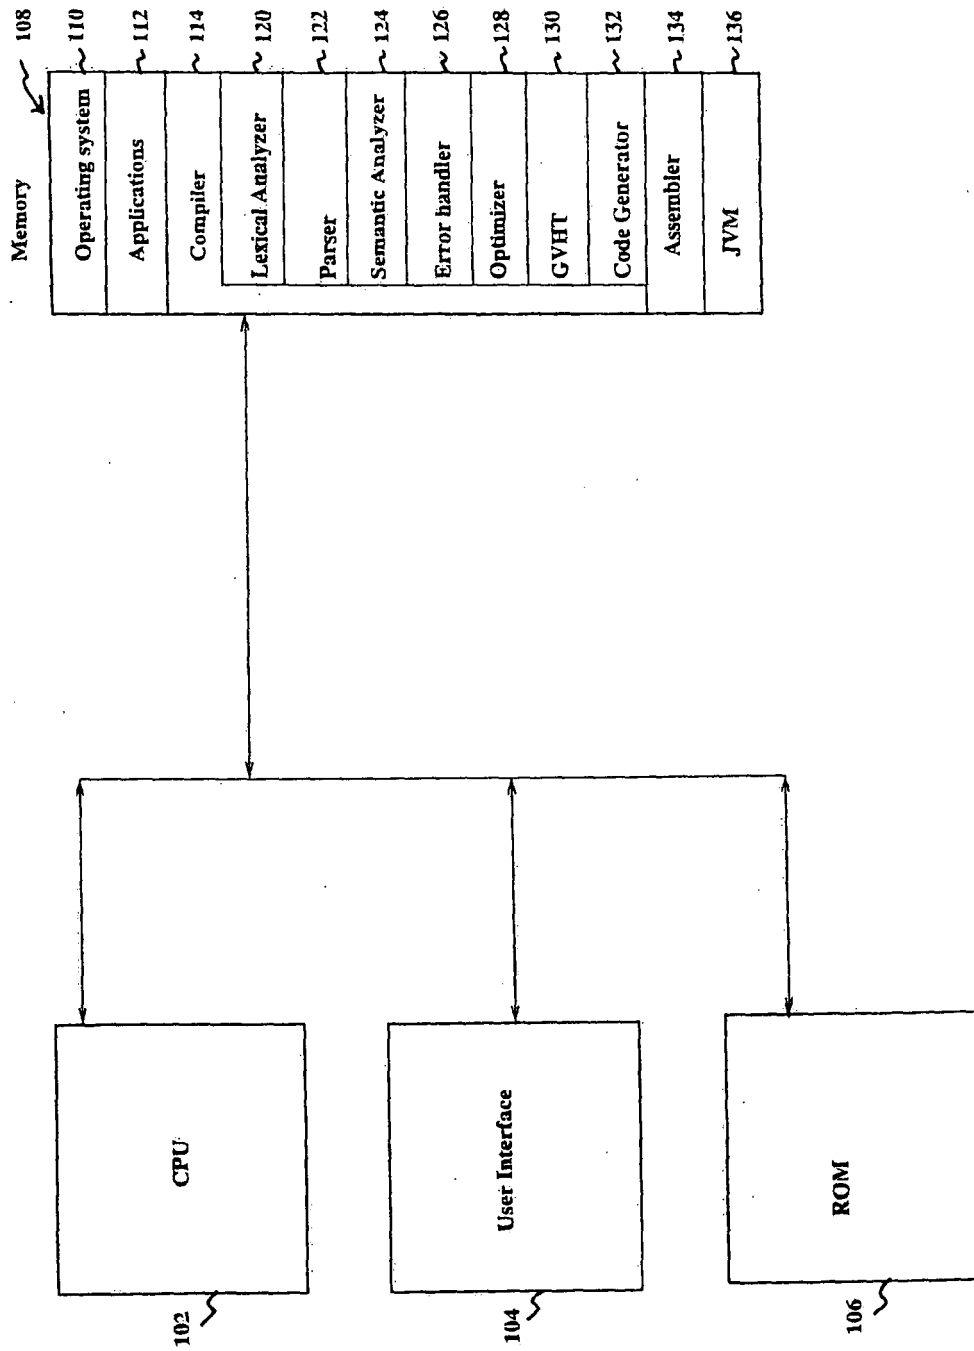 Memory
108
Operating system
110
Applications
112
Compiler
114
Lexical Analyzer
120
Parser
122
Semantic Analyzer
124
Error handler
126
Optimizer
128
GVHT
130
Code Generator
132
Assembler
134
JVM
136
CPU
102
User Interface
104
ROM
106